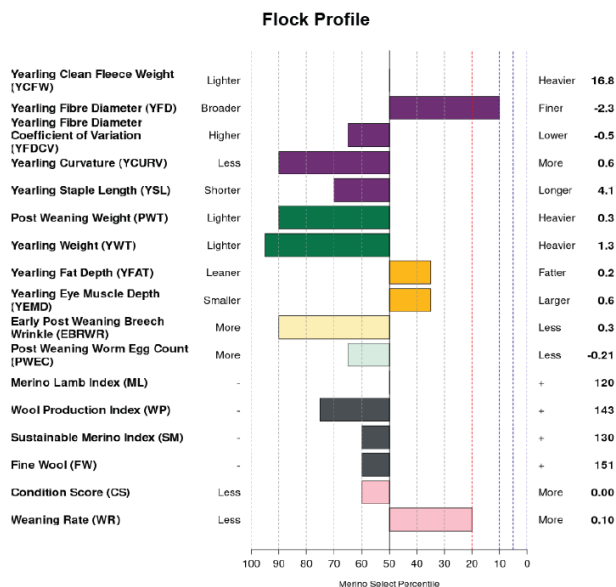 Flock Profile
Yearling Clean Fleece Weight
(YCFW) Lighter Heavier 16.8
Yearling Fibre Diameter (YFD) Broader Finer -2.3
Yearling Fibre Diameter
Coefficient of Variation
(YFDCV) Higher Lower -0.5
Yearling Curvature (YCURV) Less More 0.6
Yearling Staple Length (YSL) Shorter Longer 4.1
Post Weaning Weight (PWT) Lighter Heavier 0.3
Yearling Weight (YWT) Lighter Heavier 1.3
Yearling Fat Depth (YFAT) Leaner Fatter 0.2
Yearling Eye Muscle Depth
(YEMD) Smaller Larger 0.6
Early Post Weaning Breech
Wrinkle (EBRWR) More Less 0.3
Post Weaning Worm Egg Count
(PWEC) More Less -0.21
Merino Lamb Index (ML) - + 120
Wool Production Index (WP) - + 143
Sustainable Merino Index (SM) - + 130
Fine Wool (FW) - + 151
Condition Score (CS) Less More 0.00
Weaning Rate (WR) Less More 0.10
100 90 80 70 60 50 40 30 20 10 0
Merino Select Percentile